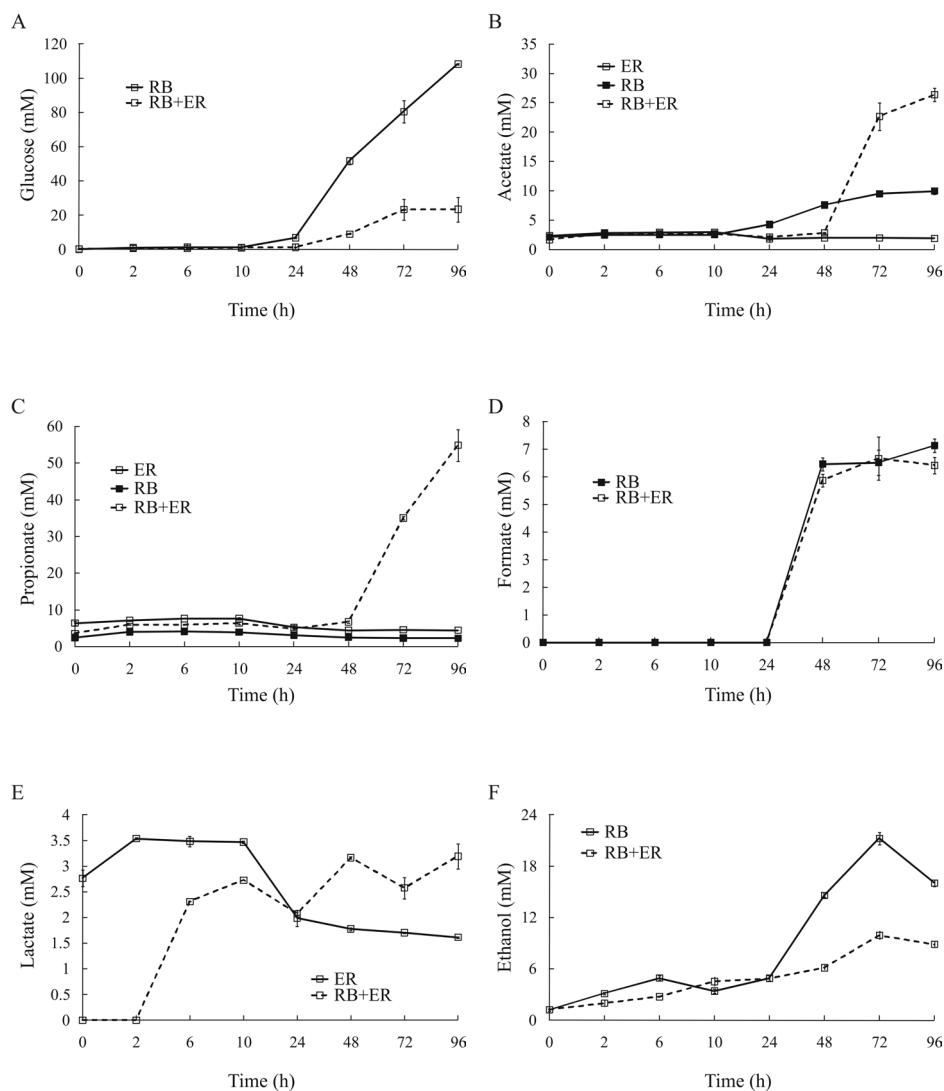 A
Glucose (mM)
120
100
80
60
40
20
0
RB
RB+ER
0 2 6 10 24 48 72 96
Time (h)
B
Acetate (mM)
35
30
25
20
15
10
5
0
ER
RB
RB+ER
0 2 6 10 24 48 72 96
Time (h)
C
Propionate (mM)
60
50
40
30
20
10
0
ER
RB
RB+ER
0 2 6 10 24 48 72 96
Time (h)
D
Formate (mM)
8
7
6
5
4
3
2
1
0
RB
RB+ER
0 2 6 10 24 48 72 96
Time (h)
E
Lactate (mM)
4
3.5
3
2.5
2
1.5
1
0.5
0
ER
RB+ER
0 2 6 10 24 48 72 96
Time (h)
F
Ethanol (mM)
24
18
12
6
0
RB
RB+ER
0 2 6 10 24 48 72 96
Time (h)